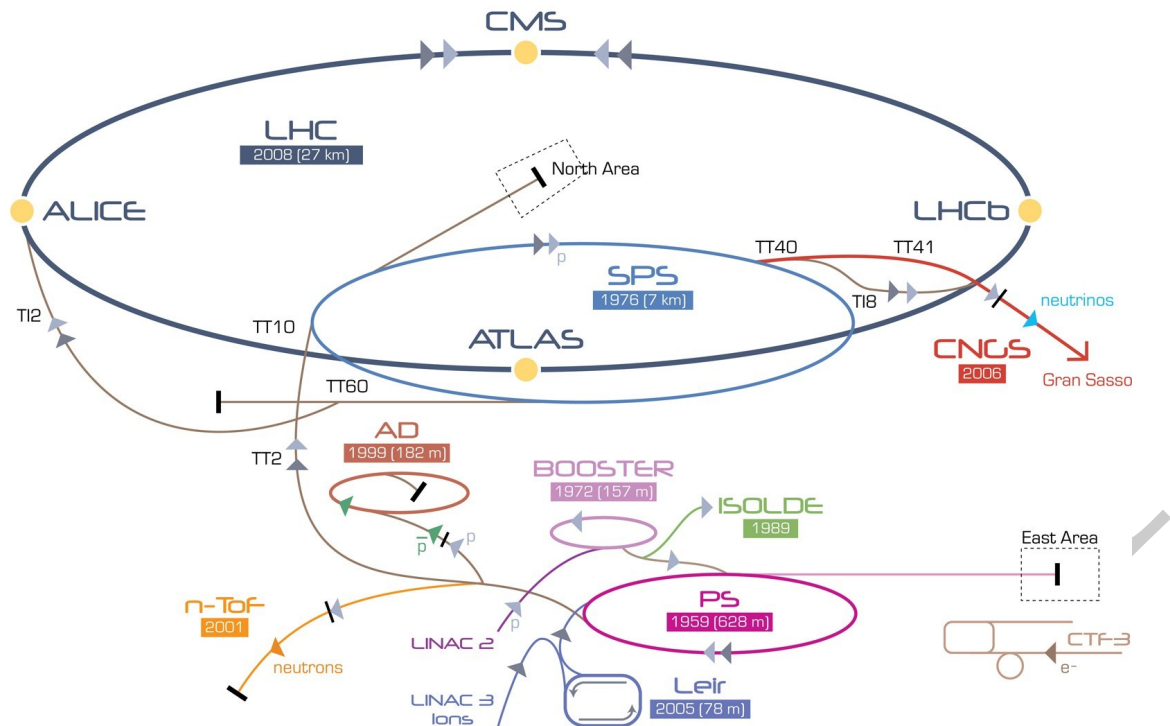 CMS
LHC
2008 (27 km)
North Area
ALICE
LHCb
TT40
TT41
p
SPS
1976 (7 km)
TI2
TI8
TT10
neutrinos
ATLAS
CNGS
2006
Gran Sasso
TT60
AD
1999 (182 m)
TT2
BOOSTER
1972 (157 m)
ISOLDE
1989
p̅
p
East Area
n-ToF
2001
PS
1959 (628 m)
LINAC 2
p
neutrons
CTF-3
e⁻
LINAC 3
Ions
Leir
2005 (78 m)